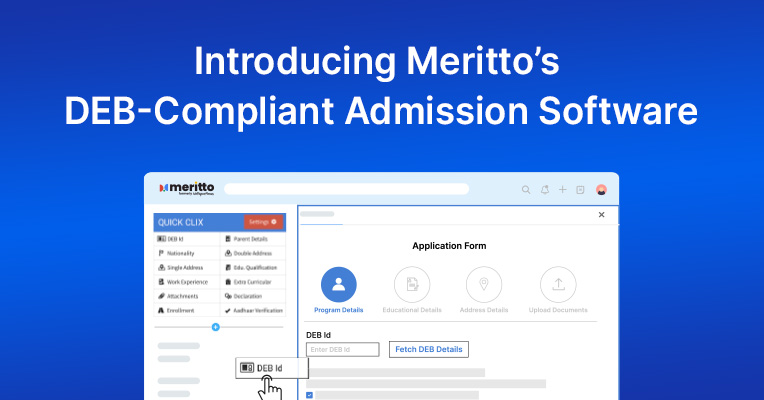 Introducing Meritto's
DEB-Compliant Admission Software
meritto
formerly NoPaperForms
QUICK CLIX
Settings
DEB Id
Parent Details
Nationality
Double Address
Single Address
Edu. Qualification
Work Experience
Extra Curricular
Attachments
Declaration
Enrollment
Aadhaar Verification
DEB Id
Application Form
Program Details
Educational Details
Address Details
Upload Documents
DEB Id
Enter DEB Id
Fetch DEB Details